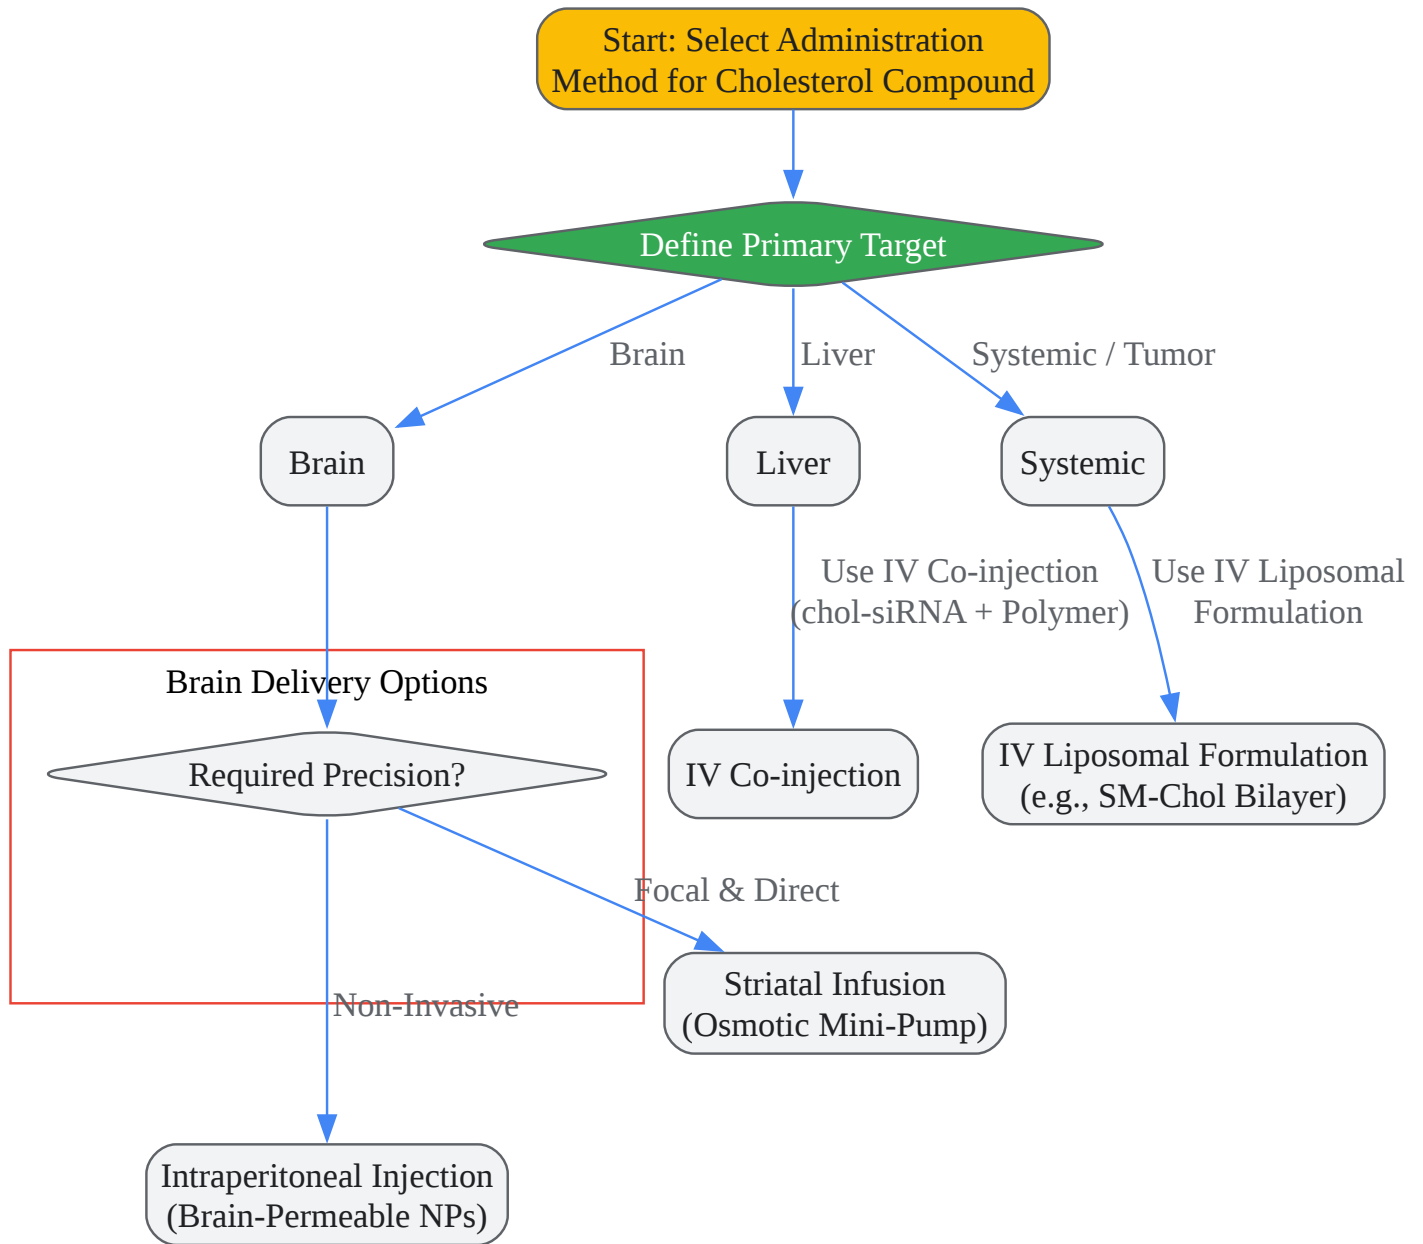 Start: Select Administration
Method for Cholesterol Compound
Define Primary Target
Brain
Liver
Systemic / Tumor
Brain
Liver
Systemic
Use IV Co-injection
(chol-siRNA + Polymer)
Use IV Liposomal
Formulation
Brain Delivery Options
Required Precision?
IV Co-injection
IV Liposomal Formulation
(e.g., SM-Chol Bilayer)
Focal & Direct
Non-Invasive
Striatal Infusion
(Osmotic Mini-Pump)
Intraperitoneal Injection
(Brain-Permeable NPs)